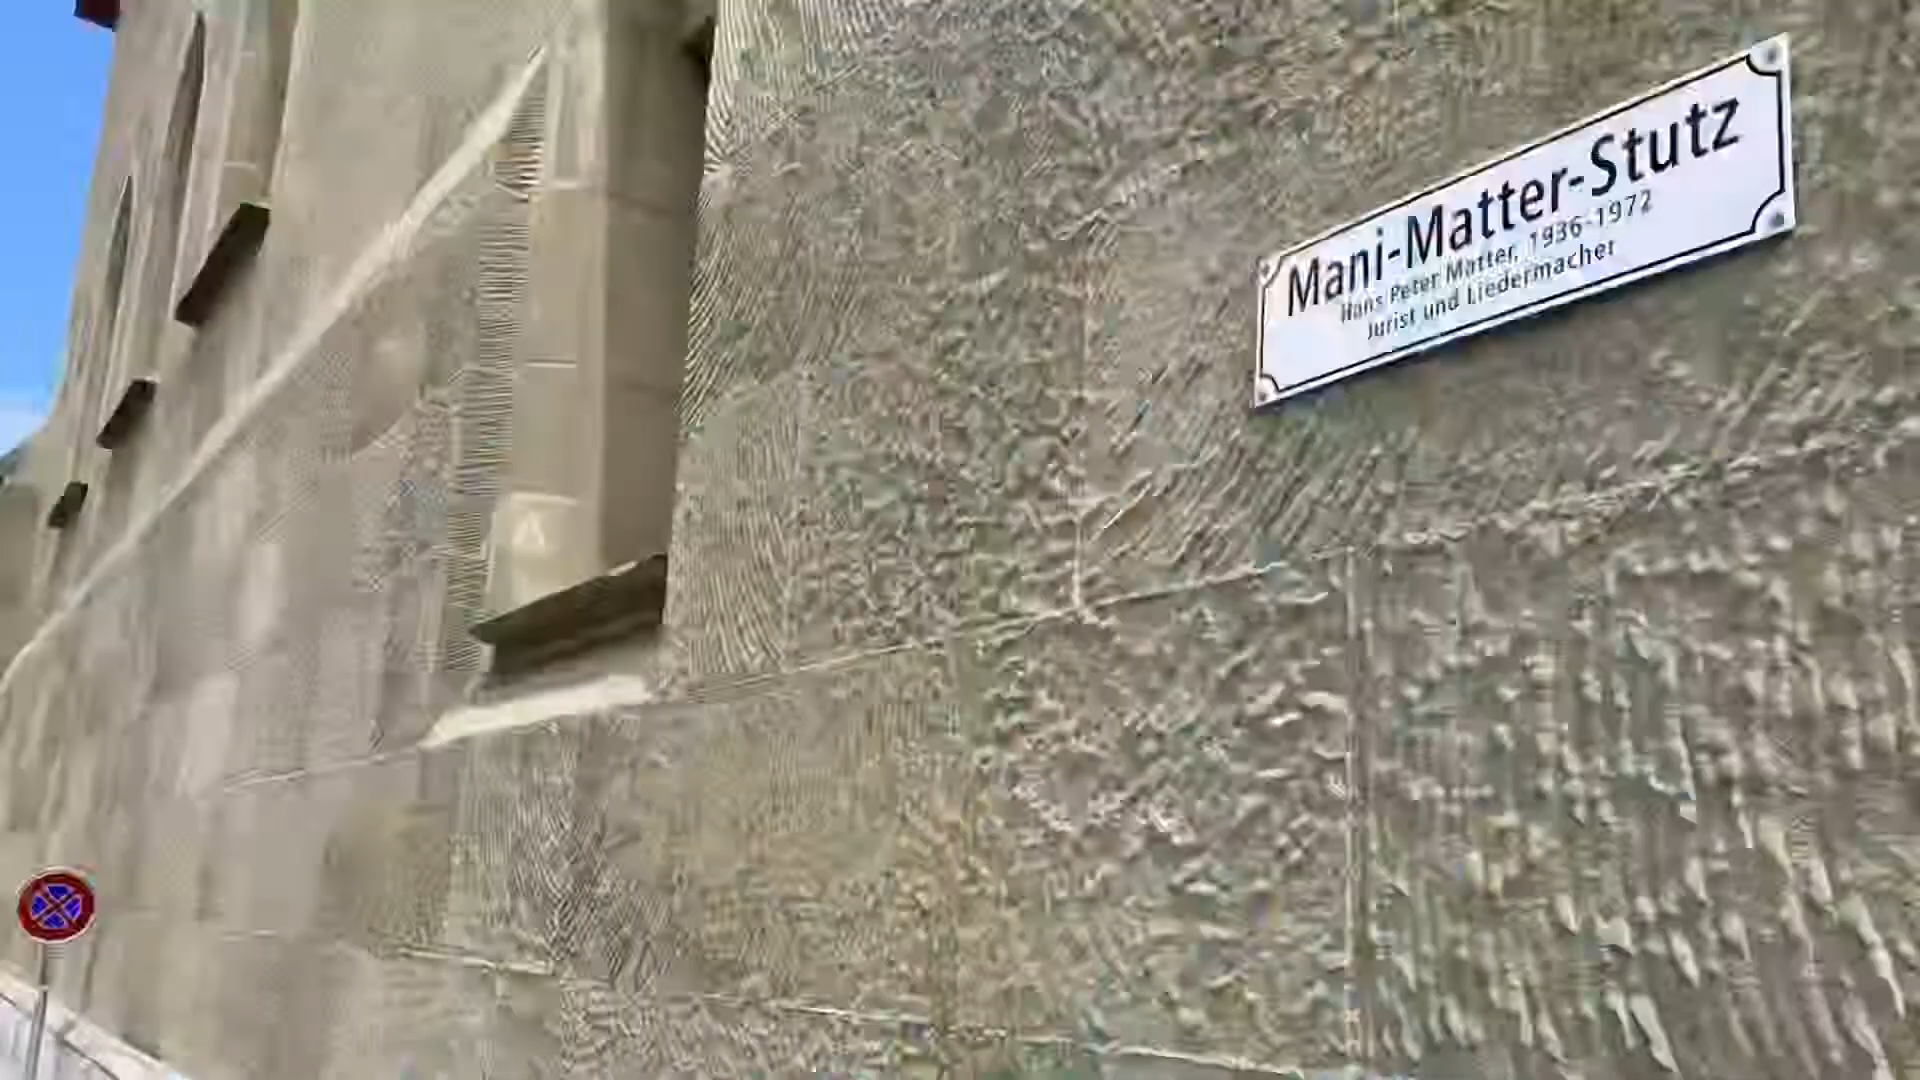 Mani-Matter-Stutz
Hans Peter Matter, 1936-1972
Jurist und Liedermacher